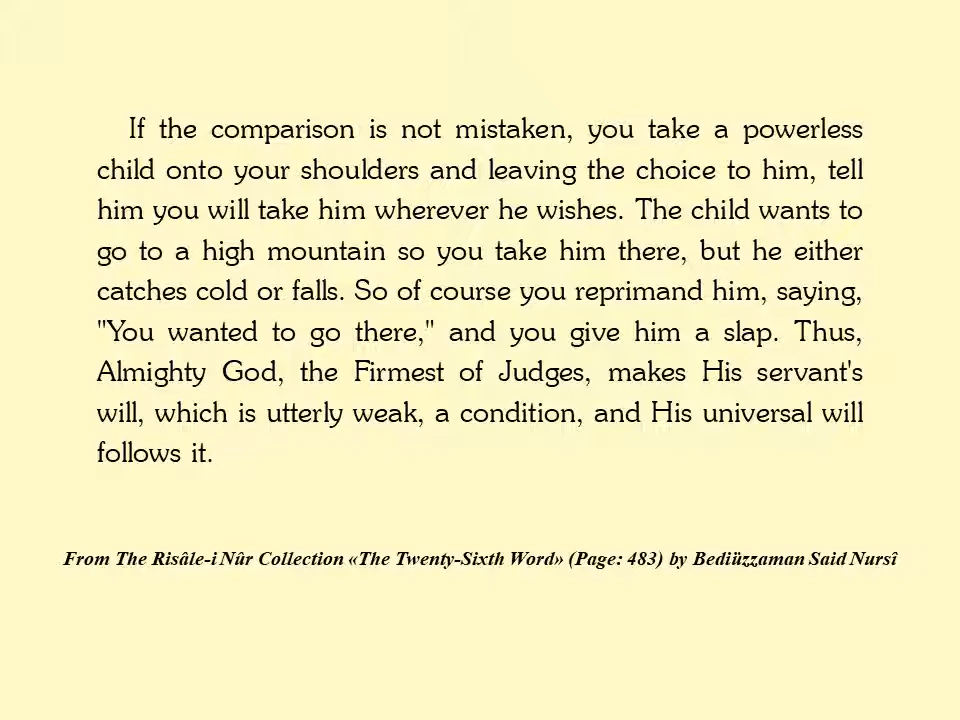 If the comparison is not mistaken, you take a powerless
child onto your shoulders and leaving the choice to him, tell
him you will take him wherever he wishes. The child wants to
go to a high mountain so you take him there, but he either
catches cold or falls. So of course you reprimand him, saying,
"You wanted to go there," and you give him a slap. Thus,
Almighty God, the Firmest of Judges, makes His servant's
will, which is utterly weak, a condition, and His universal will
follows it.
From The Risâle-i Nûr Collection «The Twenty-Sixth Word» (Page: 483) by Bediüzzaman Said Nursî